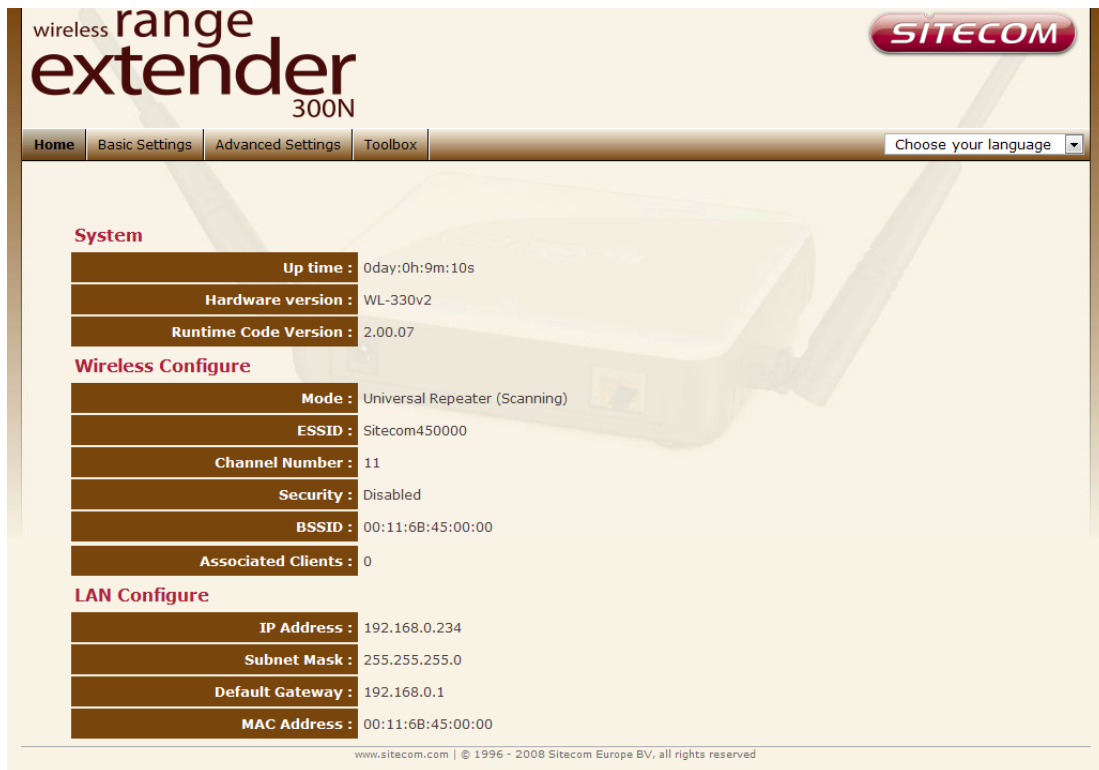 wireless range
extender
300N
SITECOM
Home Basic Settings Advanced Settings Toolbox Choose your language
System
Up time : 0day:0h:9m:10s
Hardware version : WL-330v2
Runtime Code Version : 2.00.07
Wireless Configure
Mode : Universal Repeater (Scanning)
ESSID : Sitecom450000
Channel Number : 11
Security : Disabled
BSSID : 00:11:6B:45:00:00
Associated Clients : 0
LAN Configure
IP Address : 192.168.0.234
Subnet Mask : 255.255.255.0
Default Gateway : 192.168.0.1
MAC Address : 00:11:6B:45:00:00
www.sitecom.com | © 1996 - 2008 Sitecom Europe BV, all rights reserved